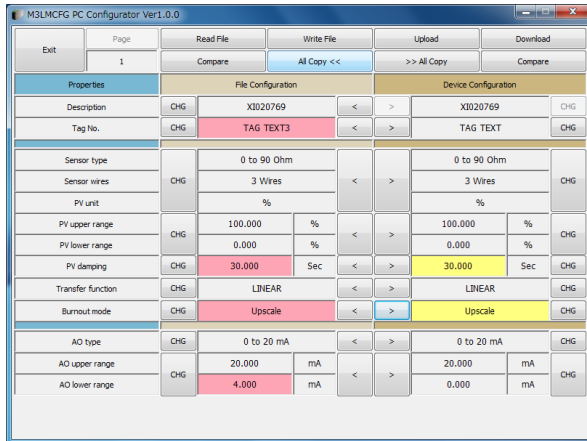 M3LMCFG PC Configurator Ver1.0.0
Exit Page Read File Write File Upload Download
1 Compare All Copy << >> All Copy Compare
Properties File Configuration Device Configuration
Description CHG XI020769 < > XI020769 CHG
Tag No. CHG TAG TEXT3 < > TAG TEXT CHG
Sensor type 0 to 90 Ohm 0 to 90 Ohm
Sensor wires CHG 3 Wires < > 3 Wires CHG
PV unit % %
PV upper range CHG 100.000 % < > 100.000 % CHG
PV lower range 0.000 % 0.000 %
PV damping CHG 30.000 Sec < > 30.000 Sec CHG
Transfer function CHG LINEAR < > LINEAR CHG
Burnout mode CHG Upscale < > Upscale CHG
AO type CHG 0 to 20 mA < > 0 to 20 mA CHG
AO upper range CHG 20.000 mA < > 20.000 mA CHG
AO lower range 4.000 mA 0.000 mA